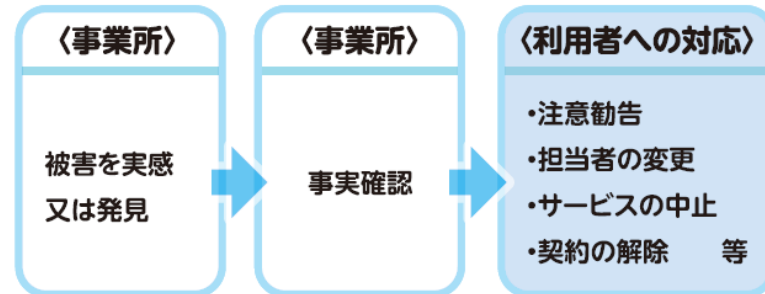 〈事業所〉
被害を実感
又は発見
〈事業所〉
事実確認
〈利用者への対応〉
・注意勧告
・担当者の変更
・サービスの中止
・契約の解除　等